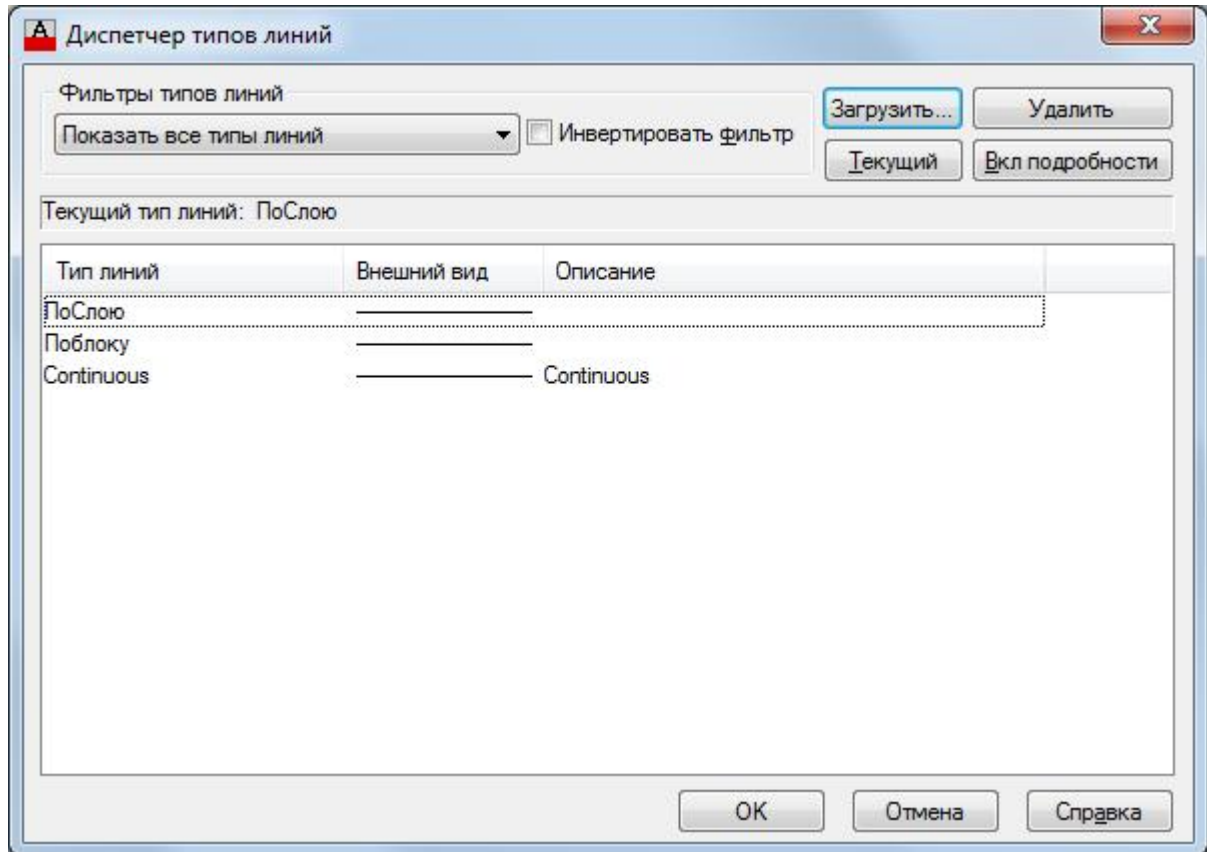 Диспетчер типов линий
Фильтры типов линий
Показать все типы линий
Инвертировать фильтр
Загрузить...
Удалить
Текущий
Вкл подробности
Текущий тип линий: ПоСлою
Тип линий Внешний вид Описание
ПоСлою
Поблоку
Continuous Continuous
OK Отмена Справка